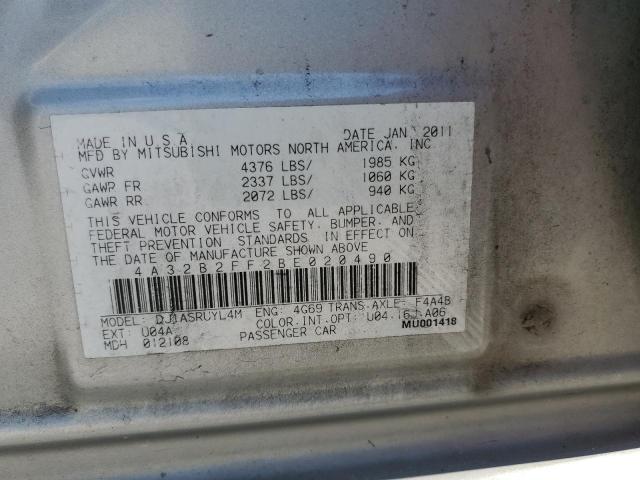 MADE IN U.S.A. DATE JAN 2011
MFD BY MITSUBISHI MOTORS NORTH AMERICA, INC
GVWR 4376 LBS/ 1985 KG
GAWR FR 2337 LBS/ 1060 KG
GAWR RR 2072 LBS/ 940 KG
THIS VEHICLE CONFORMS TO ALL APPLICABLE
FEDERAL MOTOR VEHICLE SAFETY, BUMPER, AND
THEFT PREVENTION STANDARDS IN EFFECT ON
THE DATE OF MANUFACTURE SHOWN ABOVE
4A32B2FF2BE020490
MODEL: DJ1ASRUYL4M ENG: 4G69 TRANS.AXLE: F4A4B
EXT: U04A COLOR.INT.OPT: U04.16J.A06
MDH 012108 PASSENGER CAR MU001418